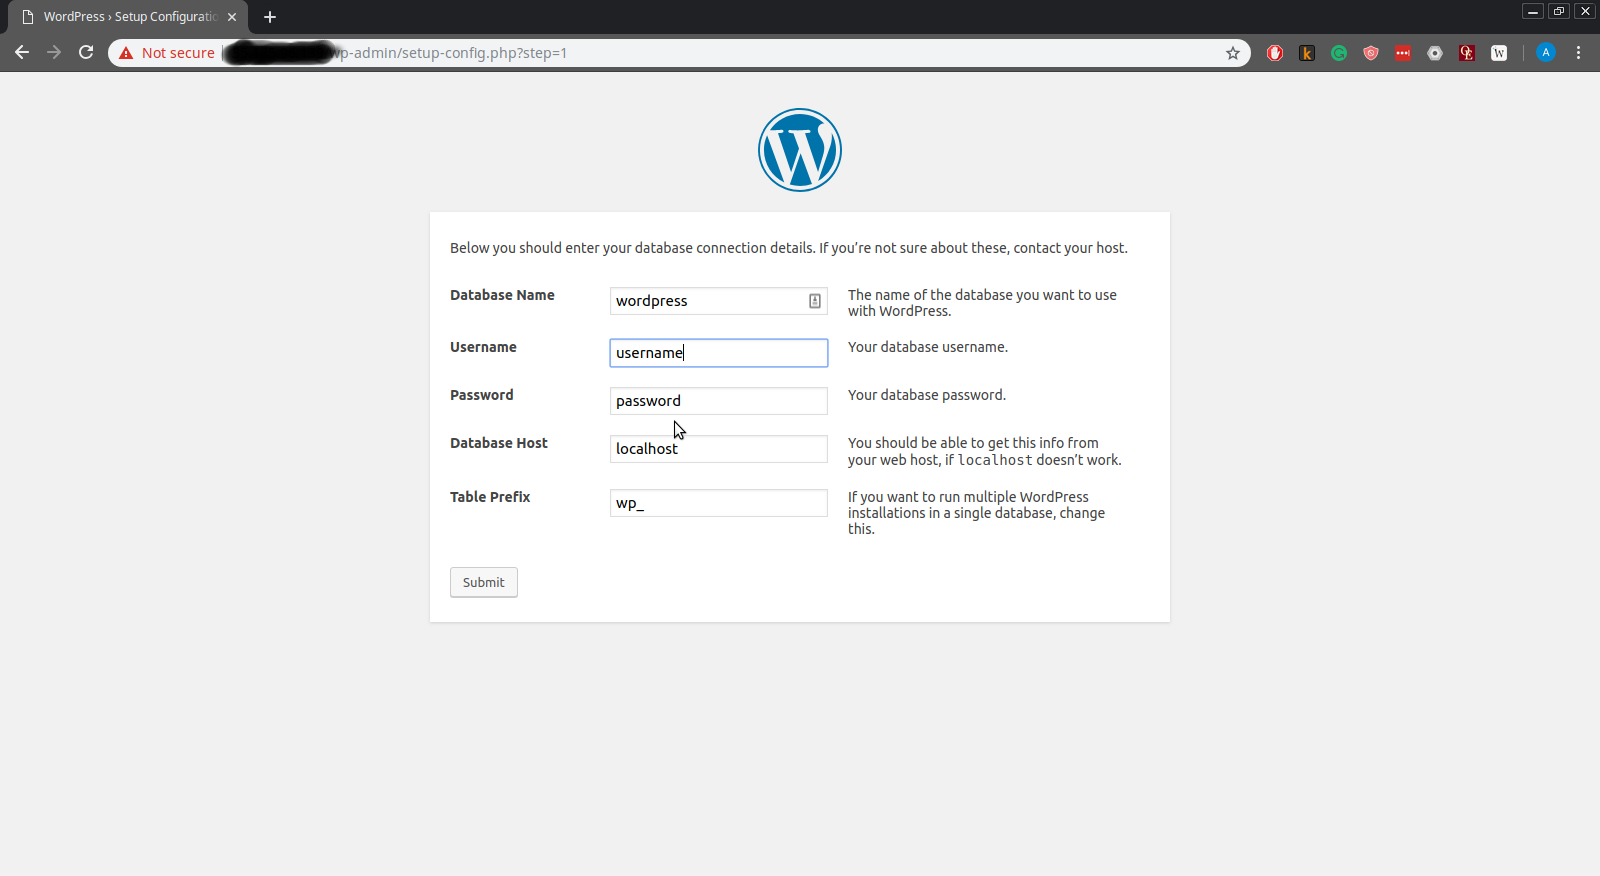 WordPress › Setup Configuratio
Not secure
wp-admin/setup-config.php?step=1
Below you should enter your database connection details. If you’re not sure about these, contact your host.
Database Name
wordpress
The name of the database you want to use
with WordPress.
Username
username
Your database username.
Password
password
Your database password.
Database Host
localhost
You should be able to get this info from
your web host, if localhost doesn’t work.
Table Prefix
wp_
If you want to run multiple WordPress
installations in a single database, change
this.
Submit